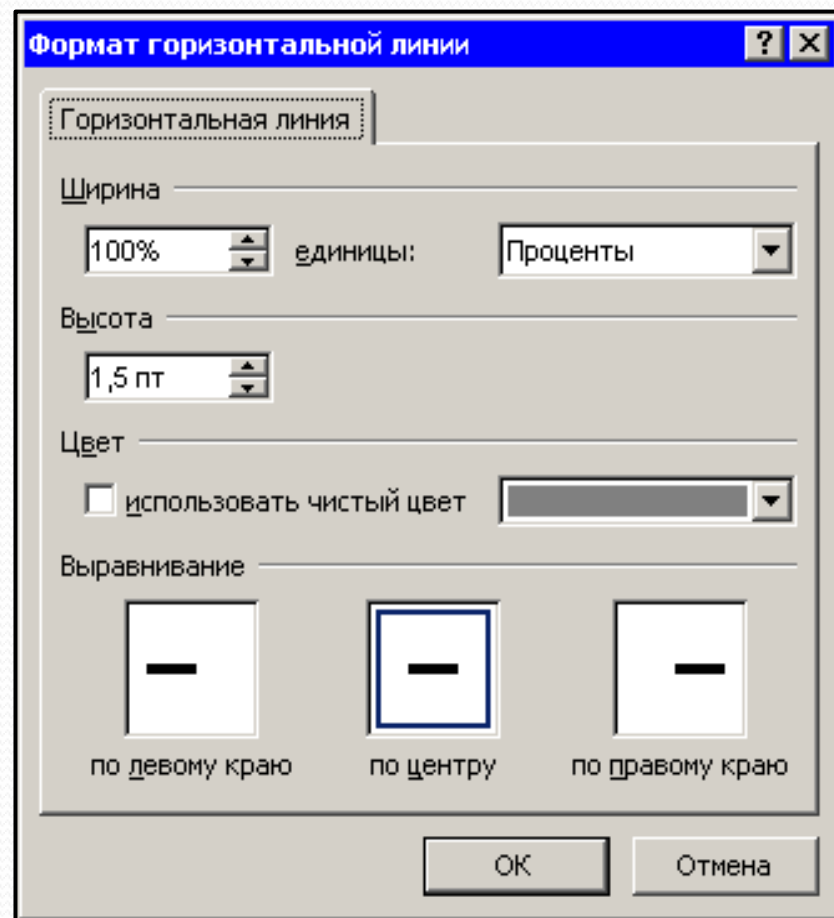 Формат горизонтальной линии
Горизонтальная линия
Ширина
100% единицы: Проценты
Высота
1,5 пт
Цвет
использовать чистый цвет
Выравнивание
по левому краю по центру по правому краю
ОК Отмена